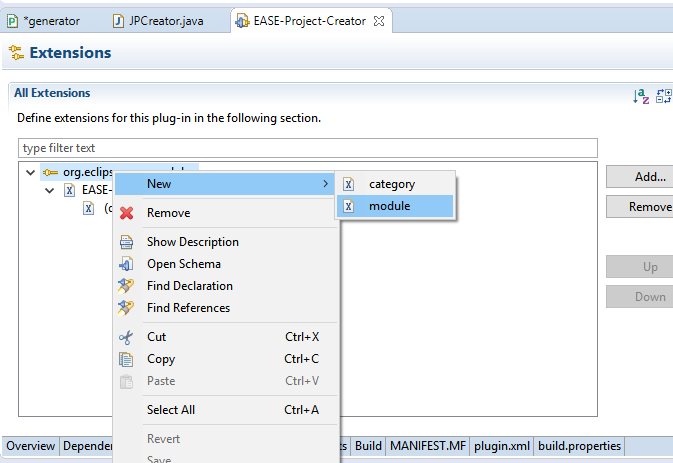 *generator JPCreator.java EASE-Project-Creator
Extensions
All Extensions
Define extensions for this plug-in in the following section.
type filter text
org.eclips
Add...
New category
EASE-
module
Remove
(
Remove
Show Description
Open Schema
Up
Find Declaration
Down
Find References
Cut Ctrl+X
Copy Ctrl+C
Paste Ctrl+V
Select All Ctrl+A
Revert
Overview Depender ts Build MANIFEST.MF plugin.xml build.properties
Save